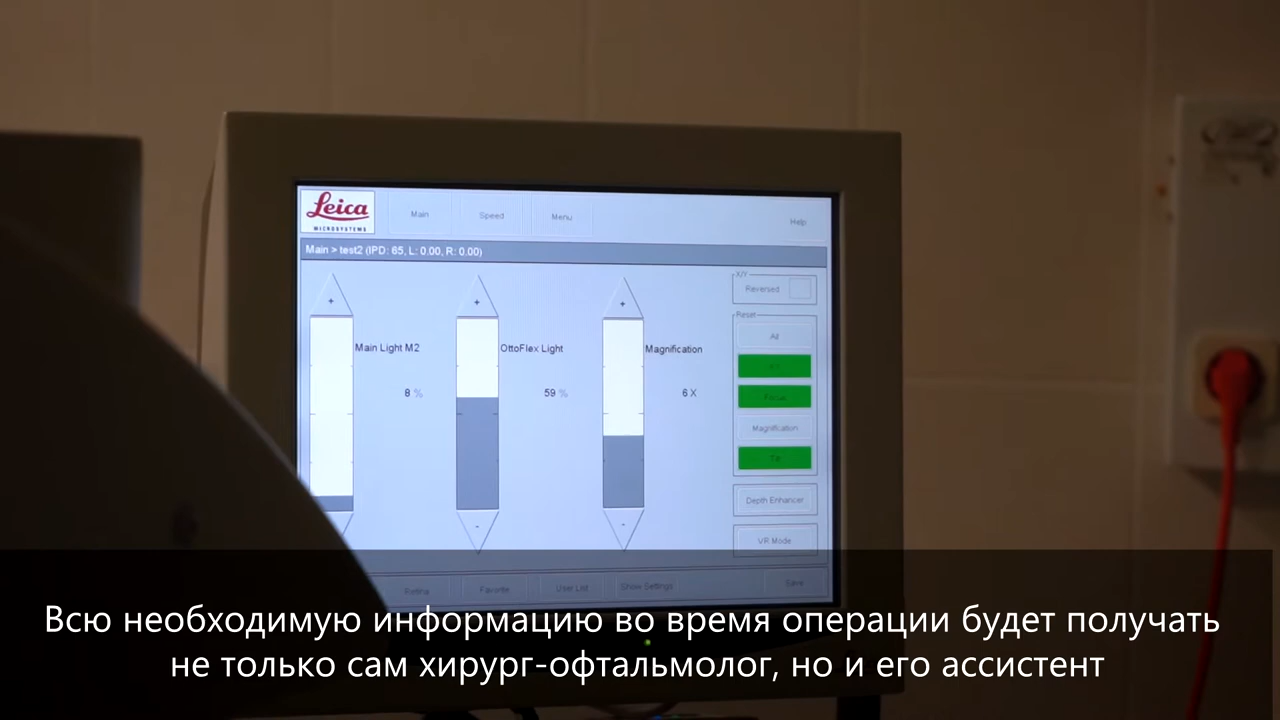 Leica
MICROSYSTEMS
Main
Speed
Menu
Help
Main > test2 (IPD: 65, L: 0.00, R: 0.00)
X/Y
Reversed
Main Light M2
8 %
OttoFlex Light
59 %
Magnification
6 X
Reset
All
Focus
Magnification
Tilt
Depth Enhancer
VR Mode
Retina
Favorite
User List
Show Settings
Save
Всю необходимую информацию во время операции будет получать
не только сам хирург-офтальмолог, но и его ассистент